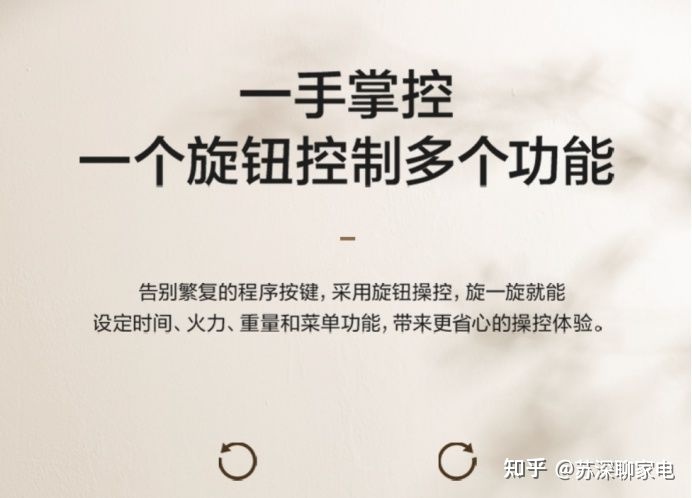 一手掌控
一个旋钮控制多个功能
告别繁复的程序按键，采用旋钮操控，旋一旋就能
设定时间、火力、重量和菜单功能，带来更省心的操控体验。
知乎 @苏深聊家电